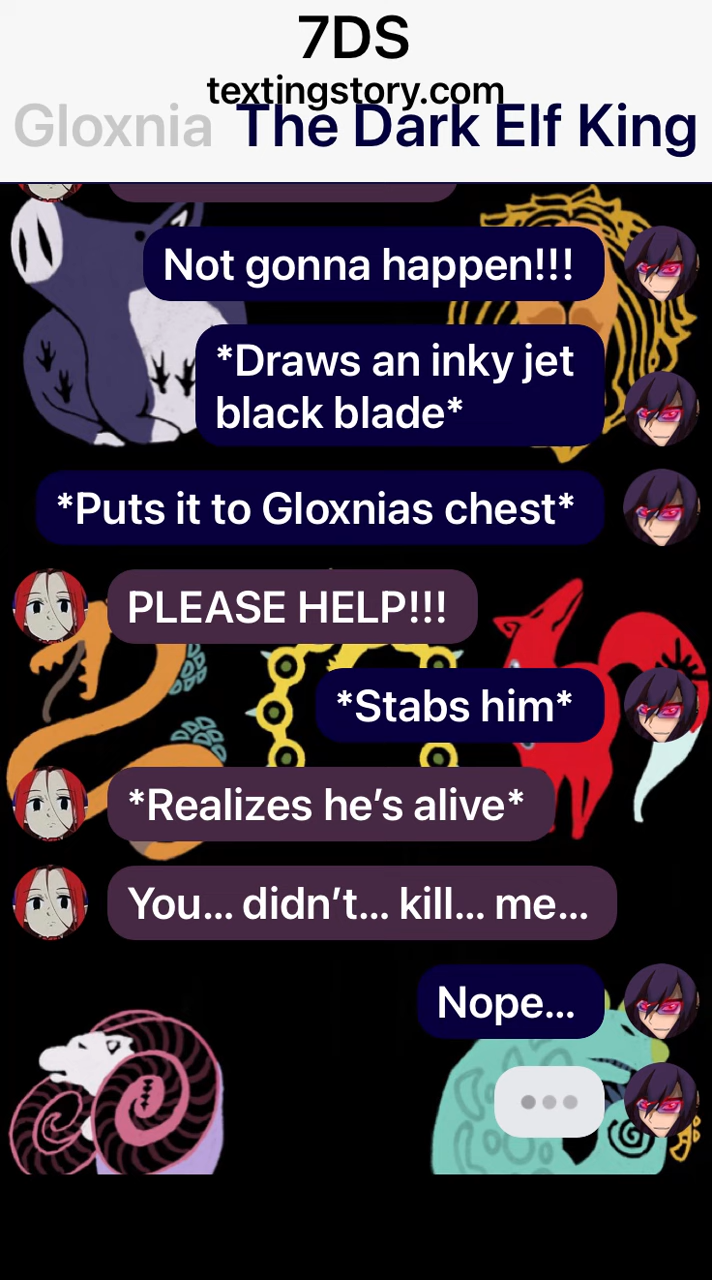 7DS
textingstory.com
Gloxnia The Dark Elf King
Not gonna happen!!!
*Draws an inky jet
black blade*
*Puts it to Gloxnias chest*
PLEASE HELP!!!
*Stabs him*
*Realizes he’s alive*
You... didn’t... kill... me...
Nope...